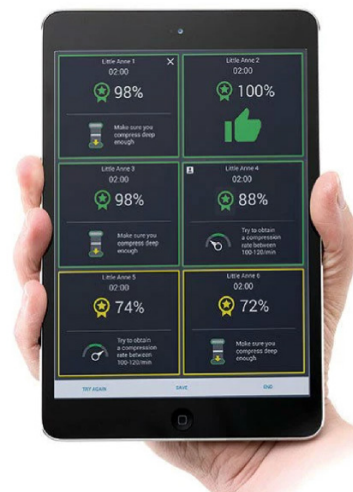 Little Anne 1
02:00
98%
Make sure you
compress deep
enough
Little Anne 2
02:00
100%
Little Anne 3
02:00
98%
Make sure you
compress deep
enough
Little Anne 4
02:00
88%
Try to obtain
a compression
rate between
100-120/min
Little Anne 5
02:00
74%
Try to obtain
a compression
rate between
100-120/min
Little Anne 6
02:00
72%
Make sure you
compress deep
enough
TRY AGAIN
SAVE
END